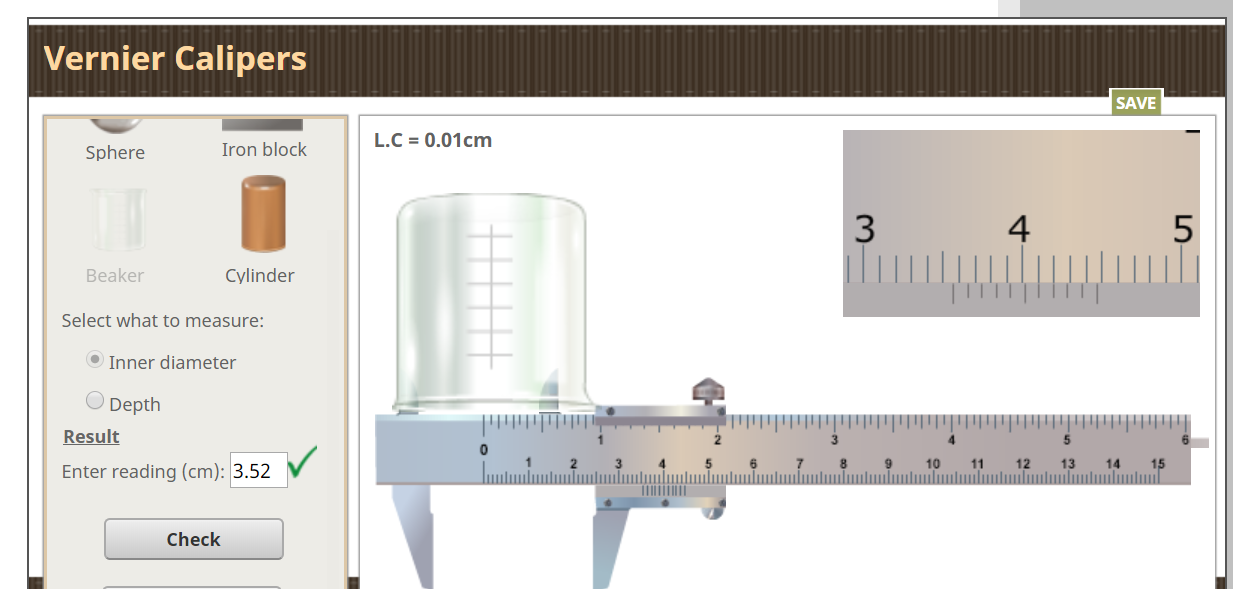 Vernier Calipers
SAVE
Sphere
Iron block
Beaker
Cylinder
Select what to measure:
Inner diameter
Depth
Result
Enter reading (cm): 3.52
Check
L.C = 0.01cm
3 4 5
0 1 2 3 4 5 6
1 2 3 4 5 6 7 8 9 10 11 12 13 14 15